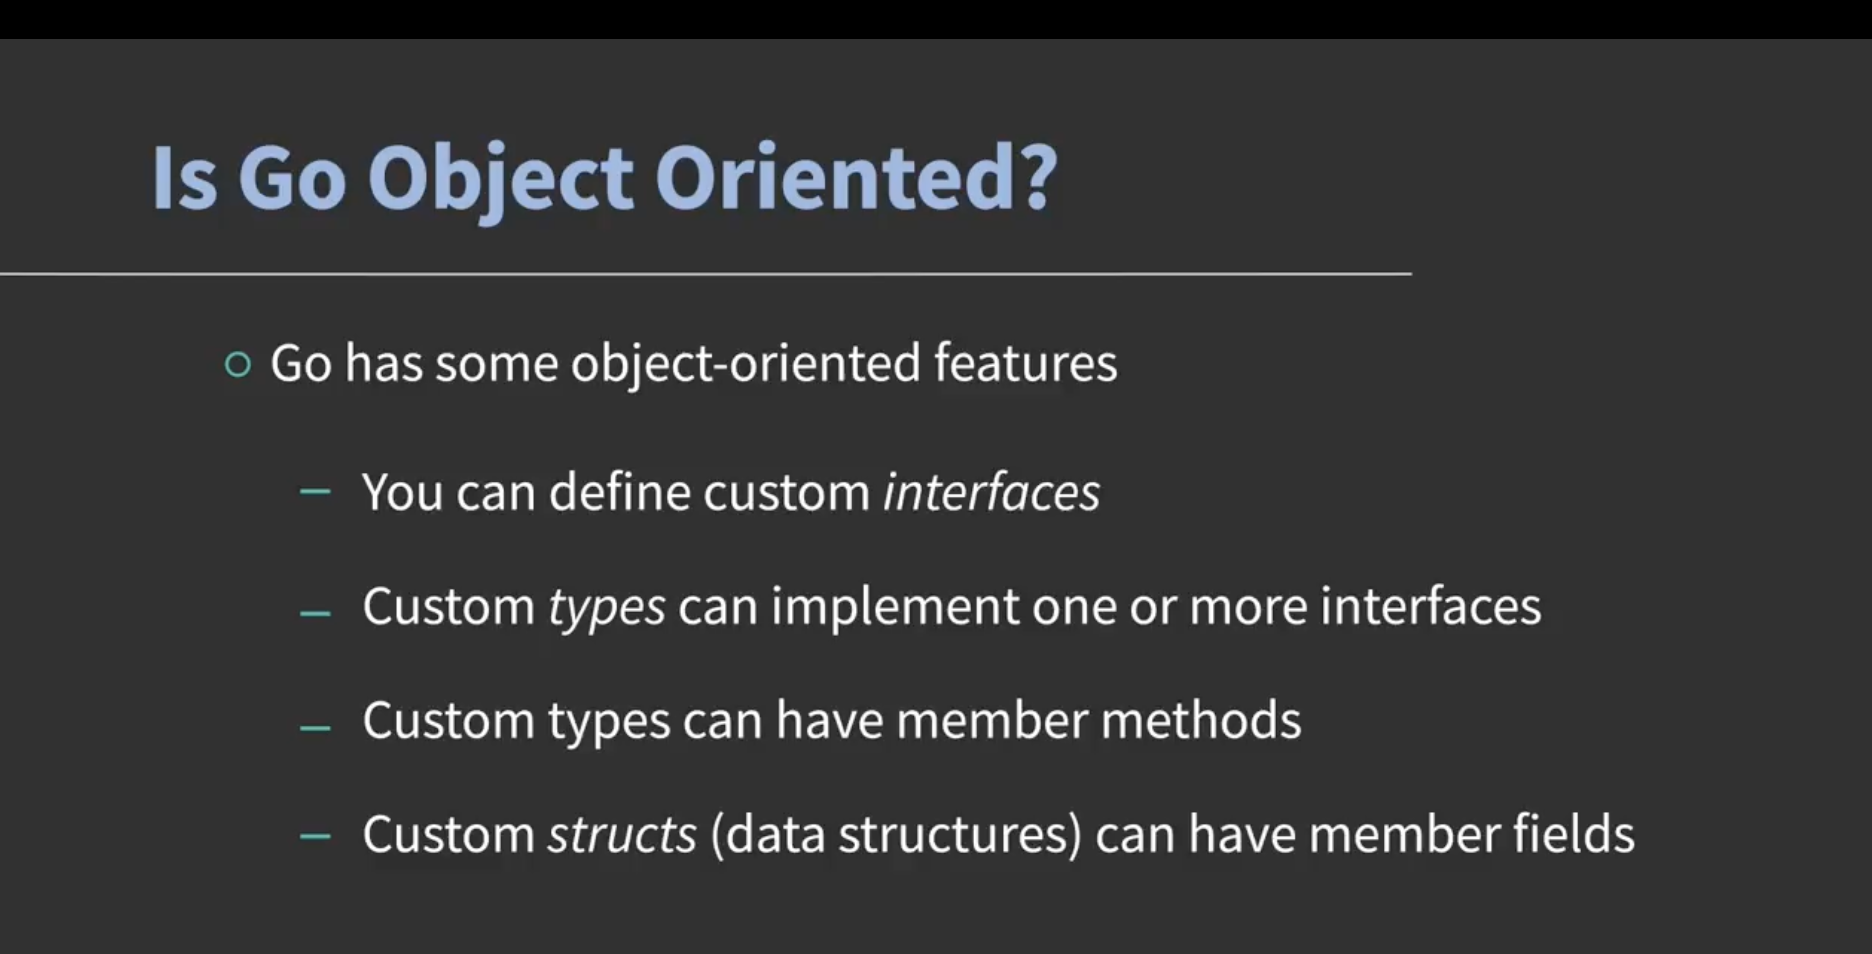 Is Go Object Oriented?
Go has some object-oriented features
You can define custom interfaces
Custom types can implement one or more interfaces
Custom types can have member methods
Custom structs (data structures) can have member fields